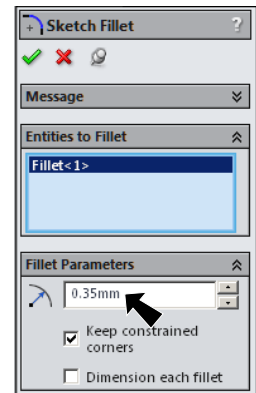 Sketch Fillet
?
Message
Entities to Fillet
Fillet<1>
Fillet Parameters
0.35mm
Keep constrained
corners
Dimension each fillet